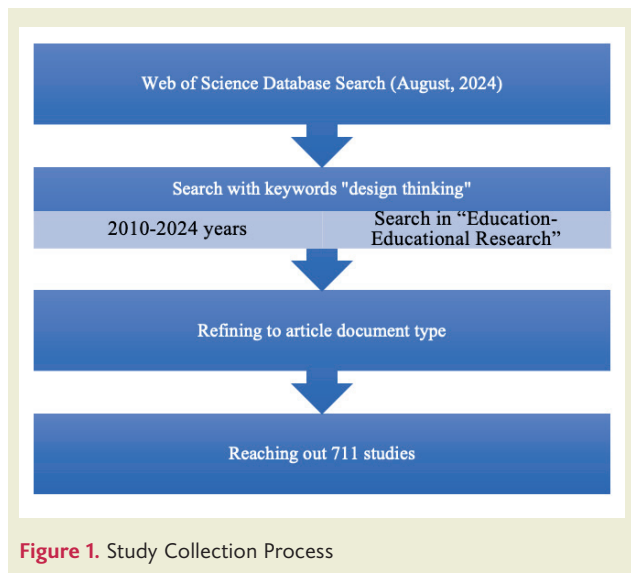 Web of Science Database Search (August, 2024)
Search with keywords "design thinking"
2010-2024 years
Search in “Education-
Educational Research”
Refining to article document type
Reaching out 711 studies
Figure 1. Study Collection Process